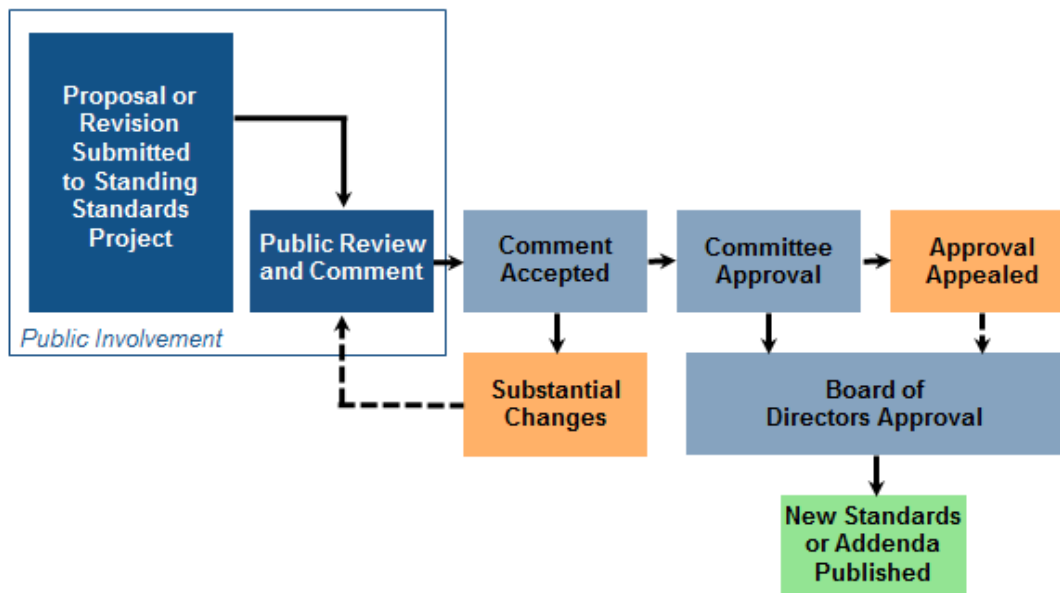 Proposal or
Revision
Submitted
to Standing
Standards
Project
Public Review
and Comment
Public Involvement
Comment
Accepted
Committee
Approval
Approval
Appealed
Substantial
Changes
Board of
Directors Approval
New Standards
or Addenda
Published